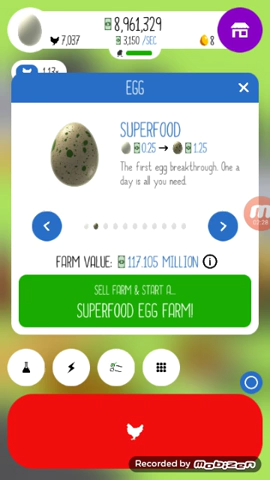 8,961,329
7,037
3,150 /SEC
8
EGG
SUPERFOOD
0.25 → 1.25
The first egg breakthrough. One a
day is all you need.
FARM VALUE: 117.105 MILLION
SELL FARM & START A...
SUPERFOOD EGG FARM!
Recorded by Mobizen